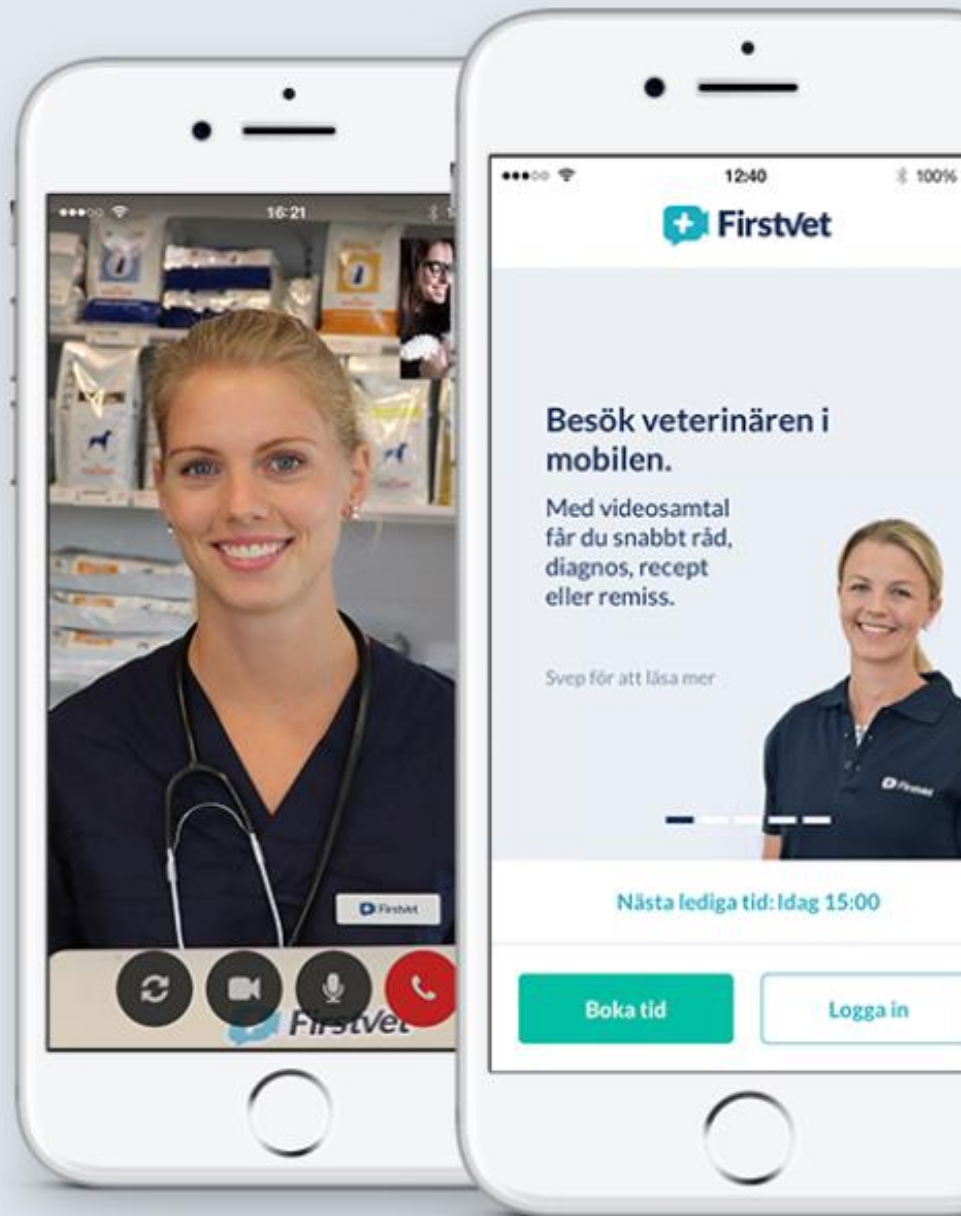 16:21
FirstVet
FirstVet
12:40
100%
FirstVet
Besök veterinären i
mobilen.
Med videosamtal
får du snabbt råd,
diagnos, recept
eller remiss.
Svep för att läsa mer
FirstVet
Nästa lediga tid: Idag 15:00
Boka tid
Logga in